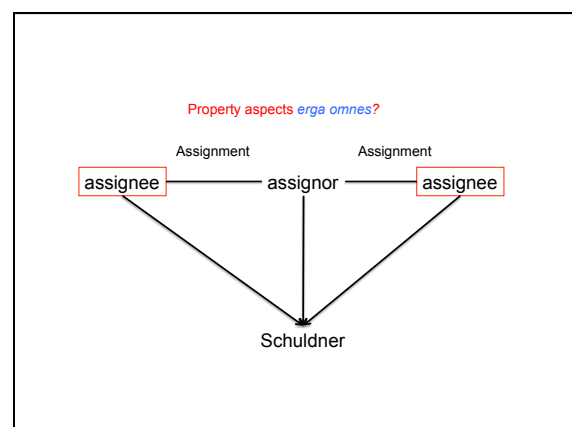 Property aspects erga omnes?
Assignment Assignment
assignee assignor assignee
Schuldner